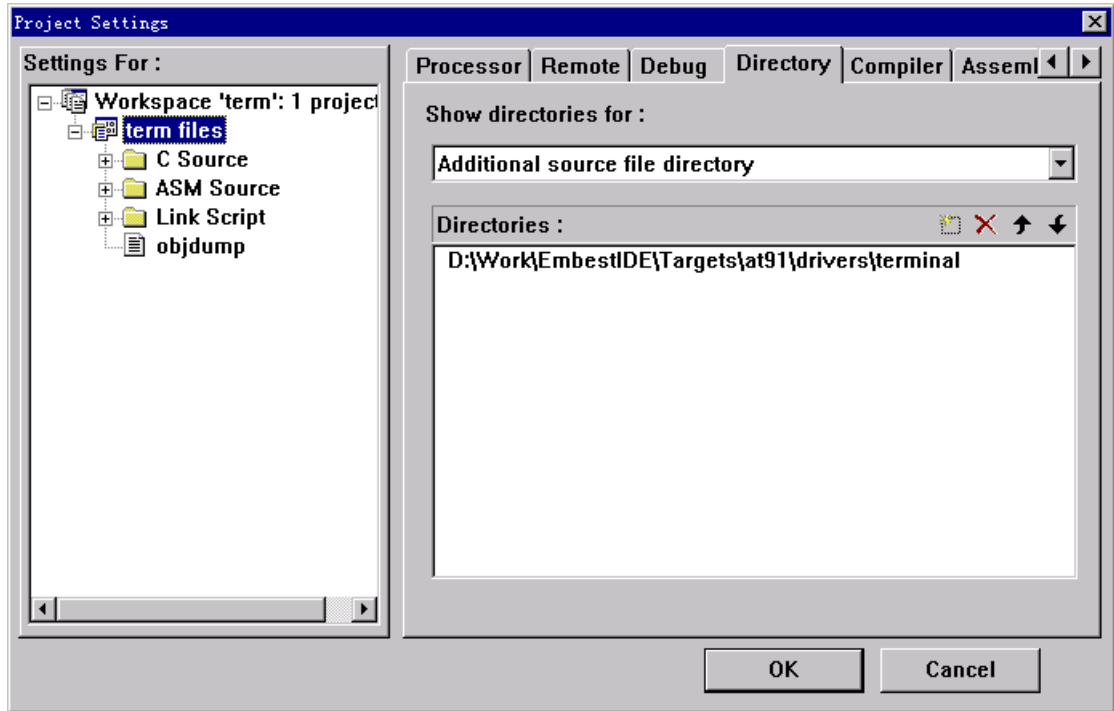 Project Settings
Settings For :
Workspace 'term': 1 project
term files
C Source
ASM Source
Link Script
objdump
Processor Remote Debug Directory Compiler Asseml
Show directories for :
Additional source file directory
Directories :
D:\Work\EmbestIDE\Targets\at91\drivers\terminal
OK Cancel